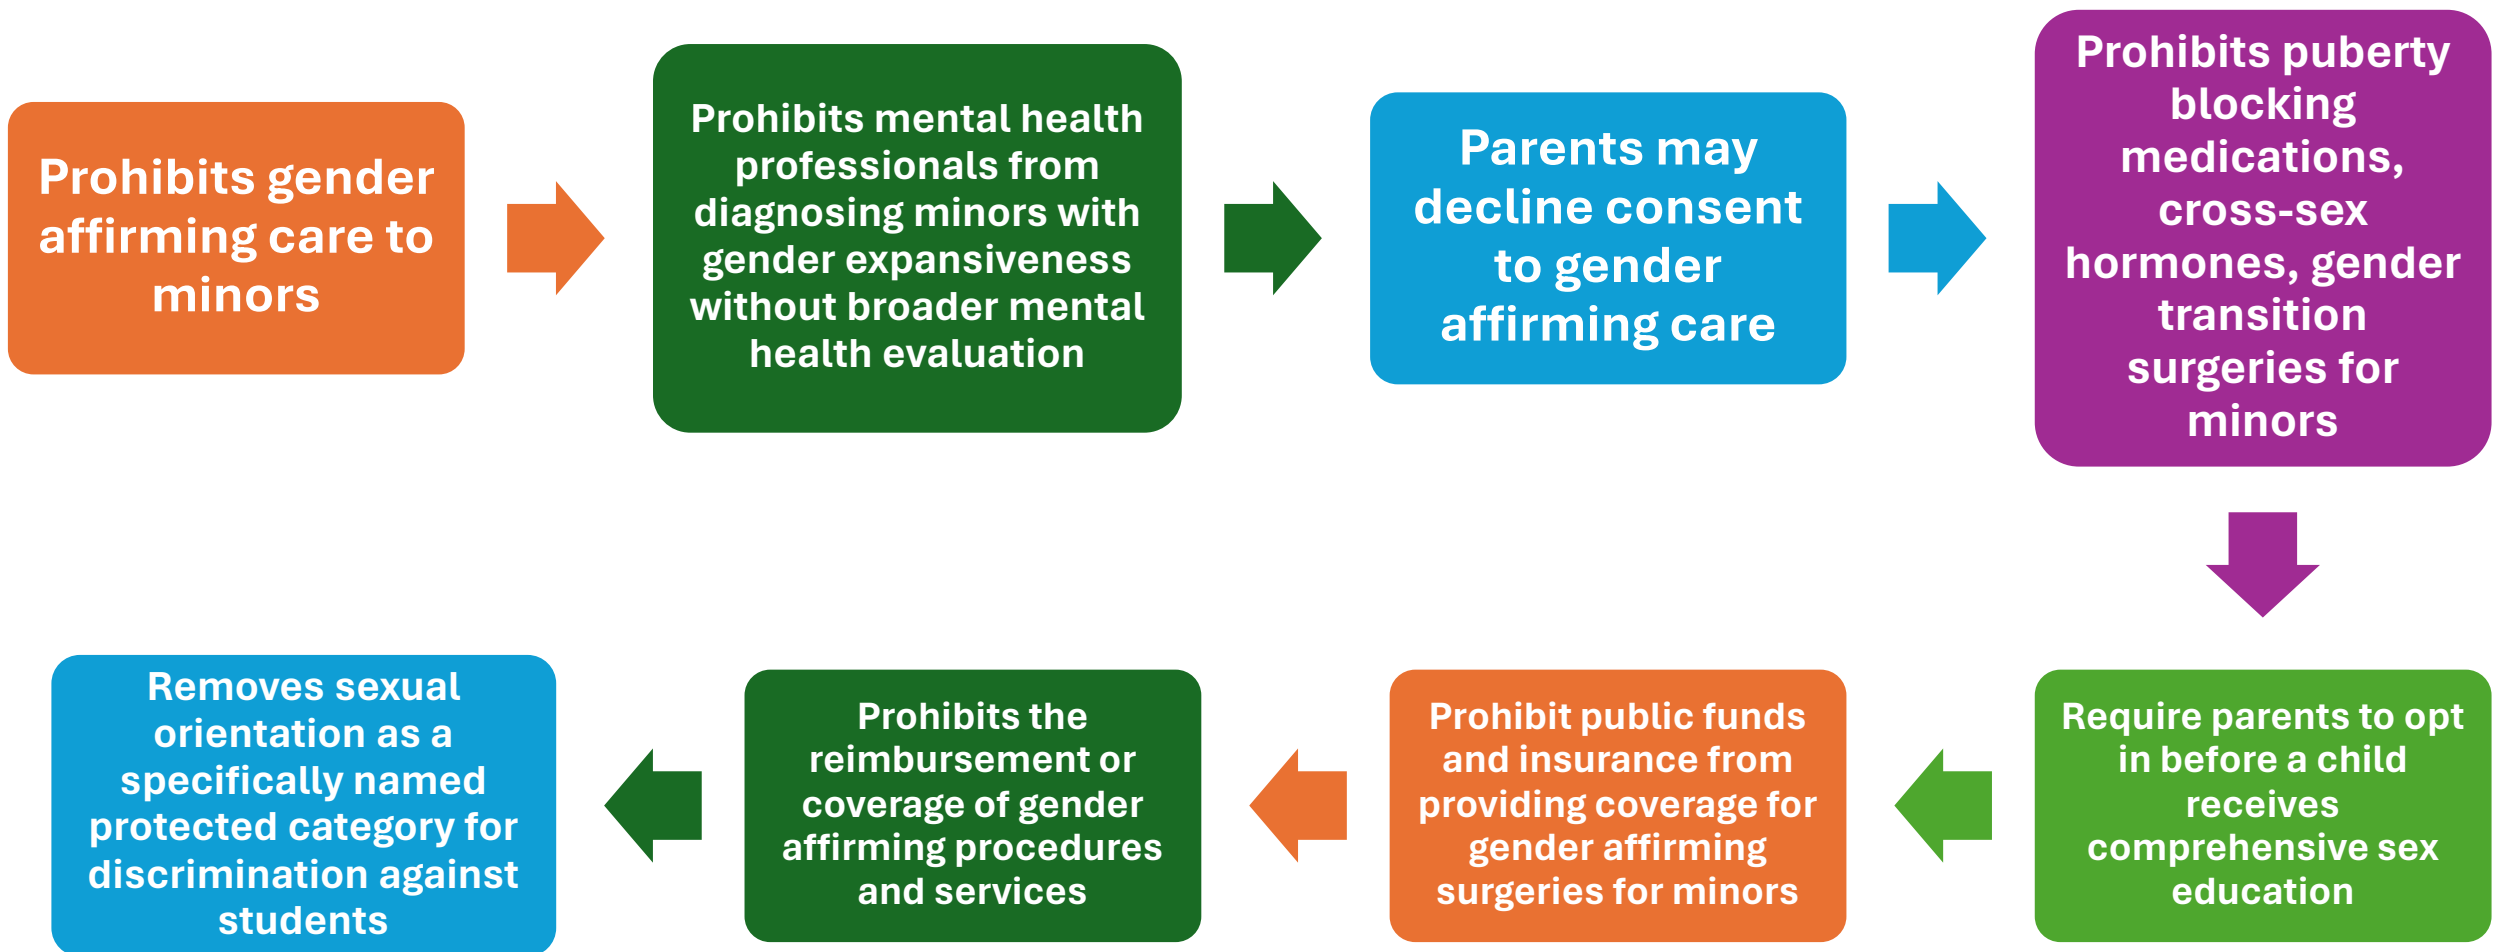 Prohibits gender
affirming care to
minors
Prohibits mental health
professionals from
diagnosing minors with
gender expansiveness
without broader mental
health evaluation
Parents may
decline consent
to gender
affirming care
Prohibits puberty
blocking
medications,
cross-sex
hormones, gender
transition
surgeries for
minors
Require parents to opt
in before a child
receives
comprehensive sex
education
Prohibit public funds
and insurance from
providing coverage for
gender affirming
surgeries for minors
Prohibits the
reimbursement or
coverage of gender
affirming procedures
and services
Removes sexual
orientation as a
specifically named
protected category for
discrimination against
students